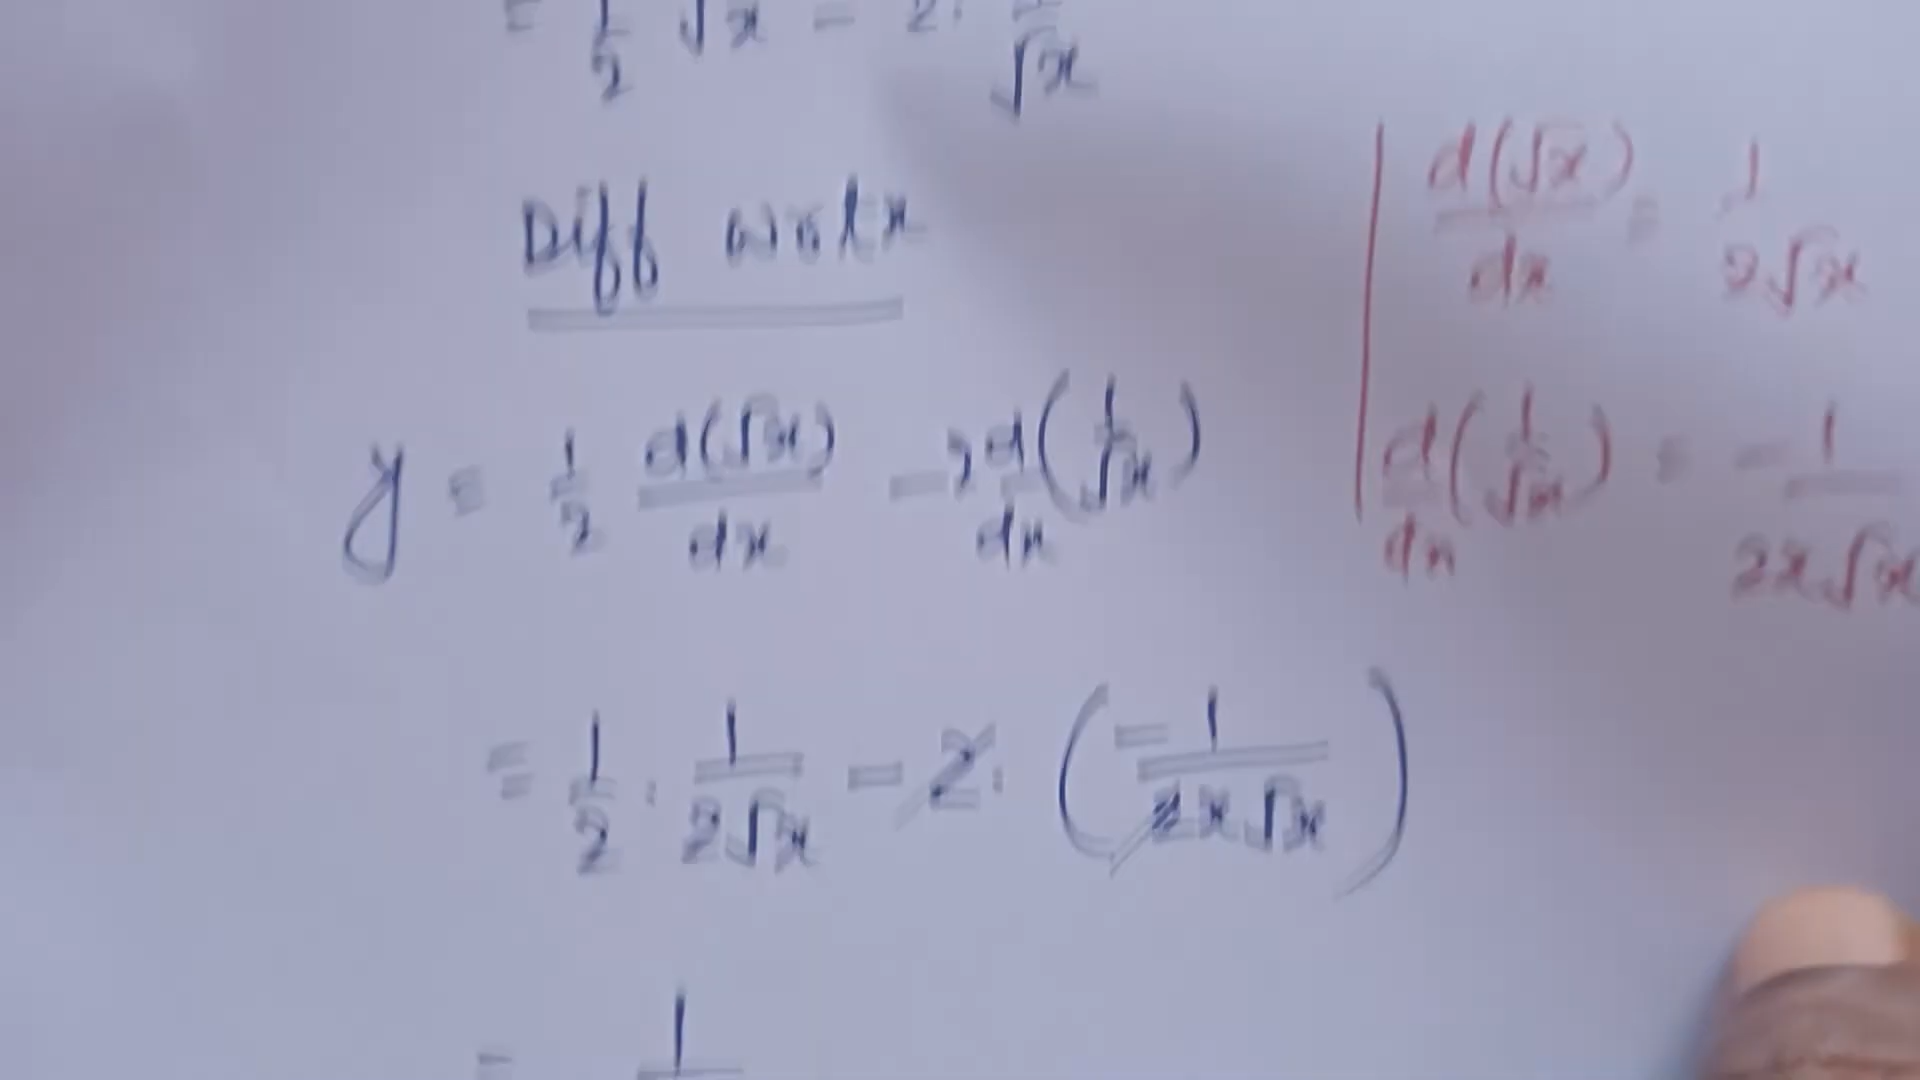 = 1/2 √x - 2. 1/√x
Diff w.r.t x
y = 1/2 d(√x)/dx - 2 d/dx (1/√x)
= 1/2 . 1/2√x - 2. (-1/2x√x)
= 1
d(√x)/dx = 1/2√x
d/dx (1/√x) = -1/2x√x